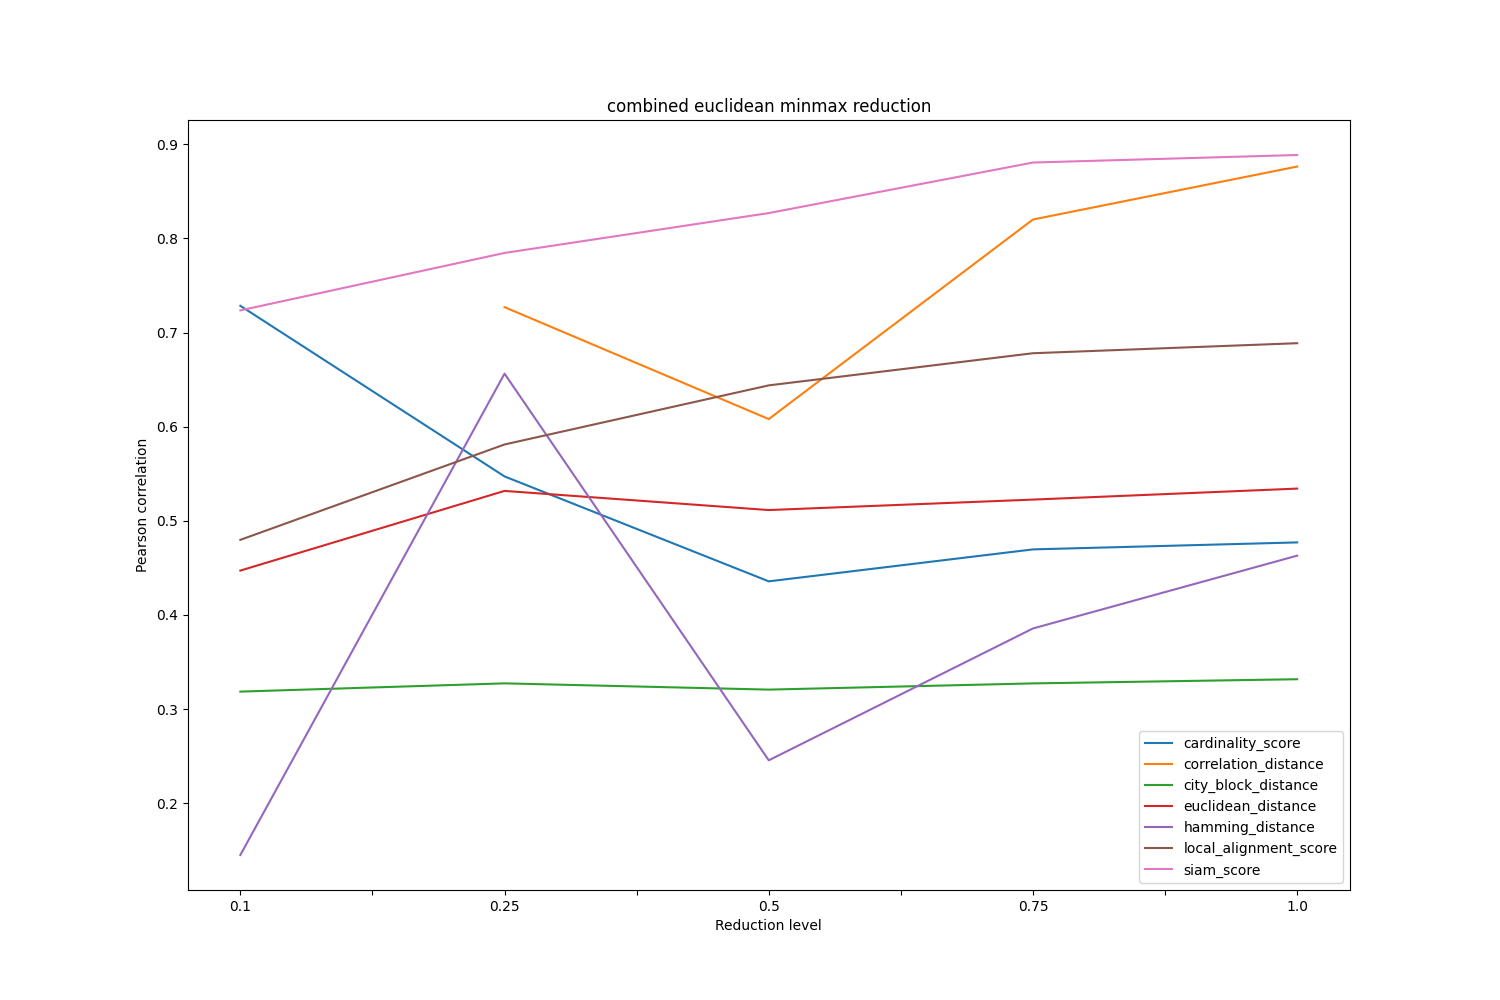 combined euclidean minmax reduction
0.9
0.8
0.7
0.6
0.5
0.4
0.3
0.2
Pearson correlation
0.1 0.25 0.5 0.75 1.0
Reduction level
cardinality_score
correlation_distance
city_block_distance
euclidean_distance
hamming_distance
local_alignment_score
siam_score